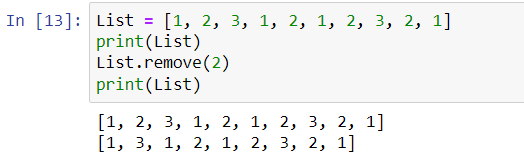 In [13]: List = [1, 2, 3, 1, 2, 1, 2, 3, 2, 1]
print(List)
List.remove(2)
print(List)
[1, 2, 3, 1, 2, 1, 2, 3, 2, 1]
[1, 3, 1, 2, 1, 2, 3, 2, 1]